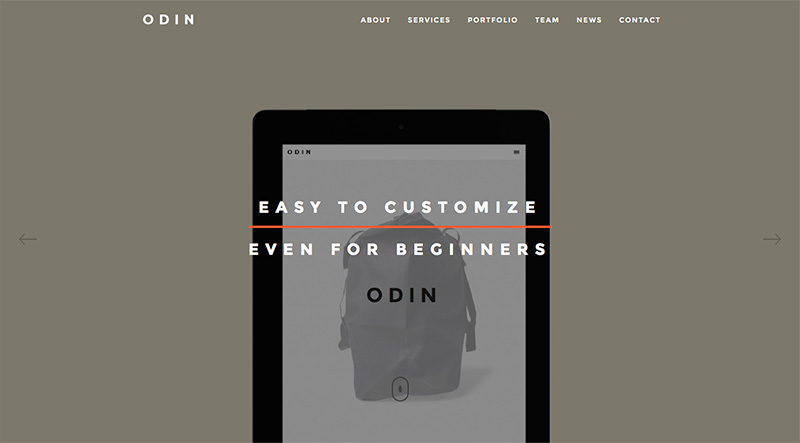 ODIN
ABOUT SERVICES PORTFOLIO TEAM NEWS CONTACT
ODIN
EASY TO CUSTOMIZE
EVEN FOR BEGINNERS
ODIN